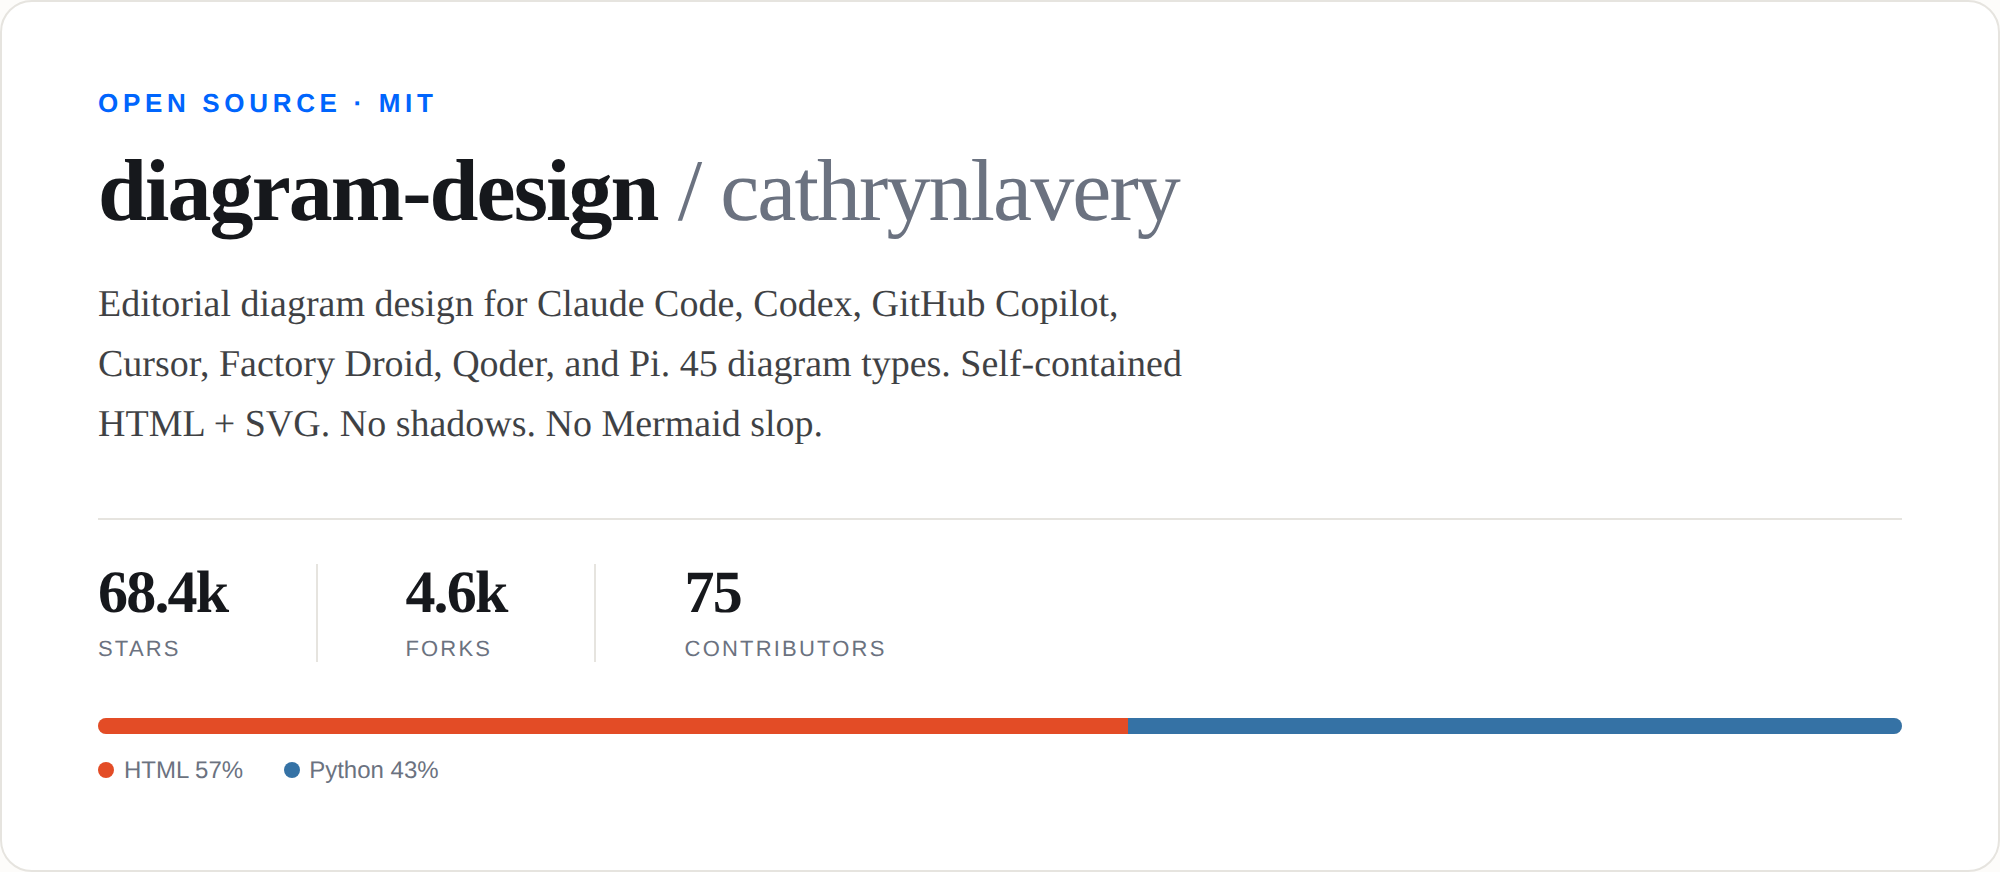 OPEN SOURCE · MIT
diagram-design / cathrynlavery
Editorial diagram design for Claude Code, Codex, GitHub Copilot,
Cursor, Factory Droid, Qoder, and Pi. 45 diagram types. Self-contained
HTML + SVG. No shadows. No Mermaid slop.
68.4k
STARS
4.6k
FORKS
75
CONTRIBUTORS
HTML 57%
Python 43%